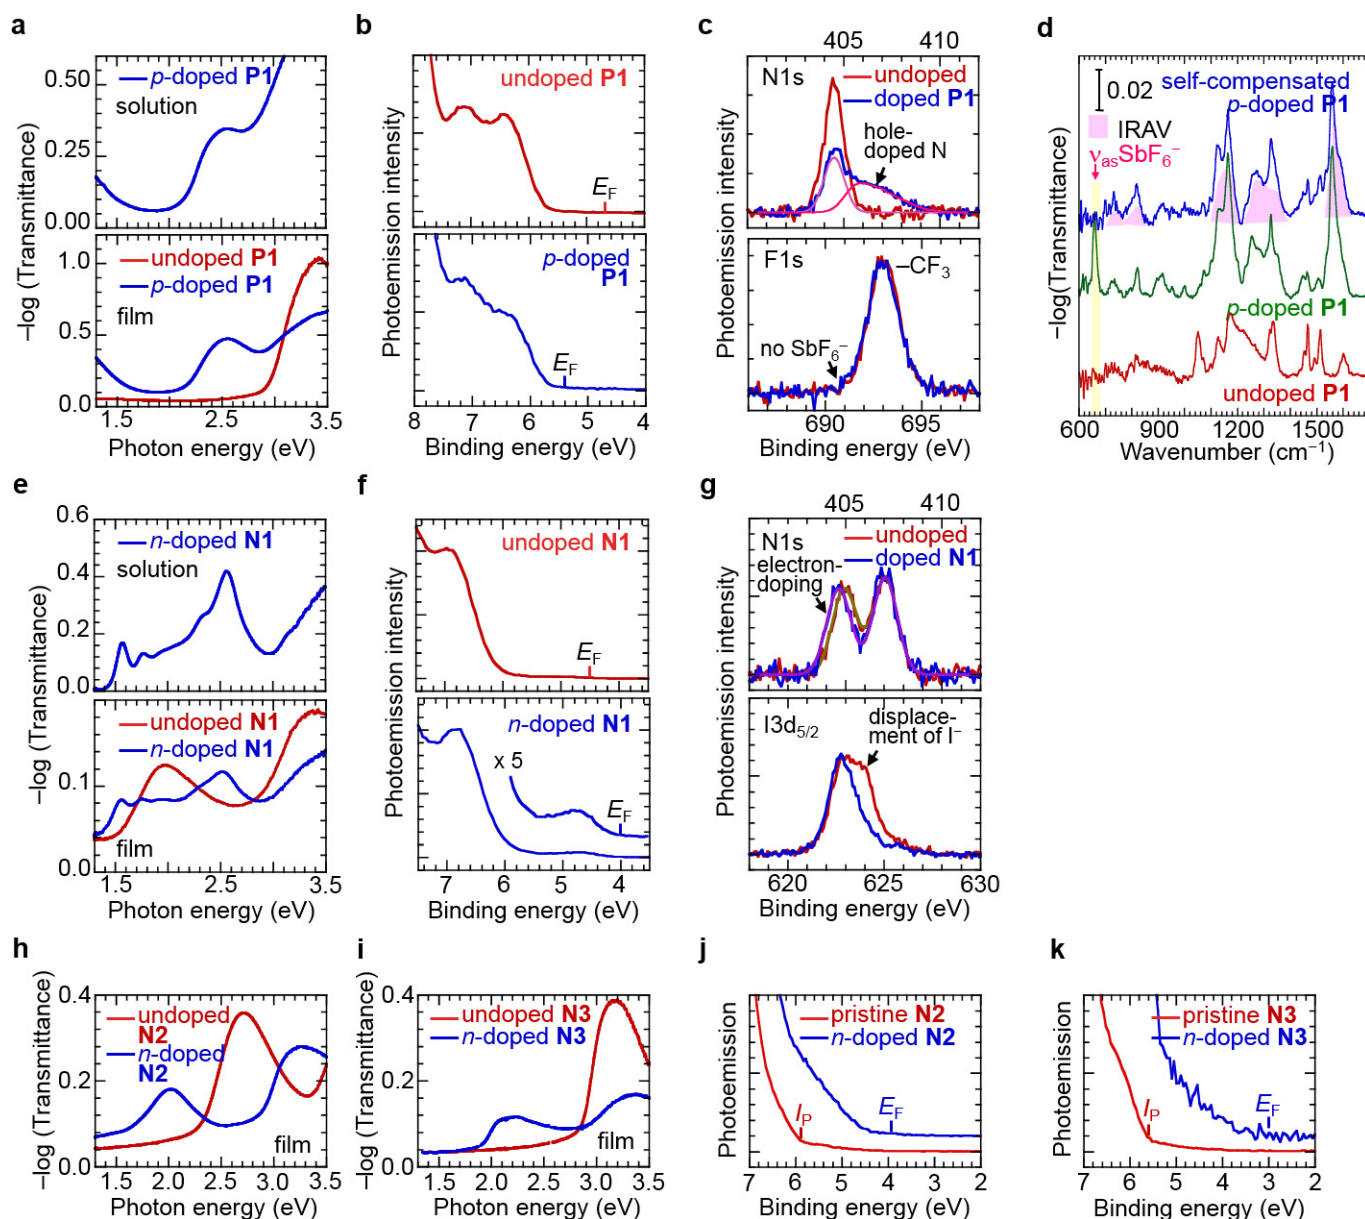 a
0.50
0.25
0.00
p-doped P1
solution
1.0
0.5
0.0
undoped P1
p-doped P1
film
1.5 2.0 2.5 3.0 3.5
Photon energy (eV)
–log (Transmittance)
b
undoped P1
EF
p-doped
P1
EF
8 7 6 5 4
Binding energy (eV)
Photoemission intensity
c
405 410
N1s
undoped
doped P1
hole-
doped N
F1s
–CF3
no SbF6–
690 695
Binding energy (eV)
Photoemission intensity
d
0.02
self-compensated
p-doped P1
IRAV
νasSbF6–
p-doped P1
undoped P1
600 900 1200 1500
Wavenumber (cm–1)
–log(Transmittance)
e
0.6
0.4
0.2
0.0
n-doped N1
solution
undoped N1
n-doped N1
0.1
0.0
film
1.5 2.0 2.5 3.0 3.5
Photon energy (eV)
–log (Transmittance)
f
undoped N1
EF
n-doped N1
x 5
EF
7 6 5 4
Binding energy (eV)
Photoemission intensity
g
405 410
N1s
undoped
doped N1
electron-
doping
I3d5/2
displace-
ment of I–
620 625 630
Binding energy (eV)
Photoemission intensity
h
0.4
0.2
0.0
undoped
N2
n-doped
N2
film
1.5 2.0 2.5 3.0 3.5
Photon energy (eV)
–log (Transmittance)
i
0.4
0.2
0.0
undoped N3
n-doped N3
film
1.5 2.0 2.5 3.0 3.5
Photon energy (eV)
–log (Transmittance)
j
pristine N2
n-doped N2
IP
EF
7 6 5 4 3 2
Binding energy (eV)
Photoemission
k
pristine N3
n-doped N3
IP
EF
7 6 5 4 3 2
Binding energy (eV)
Photoemission